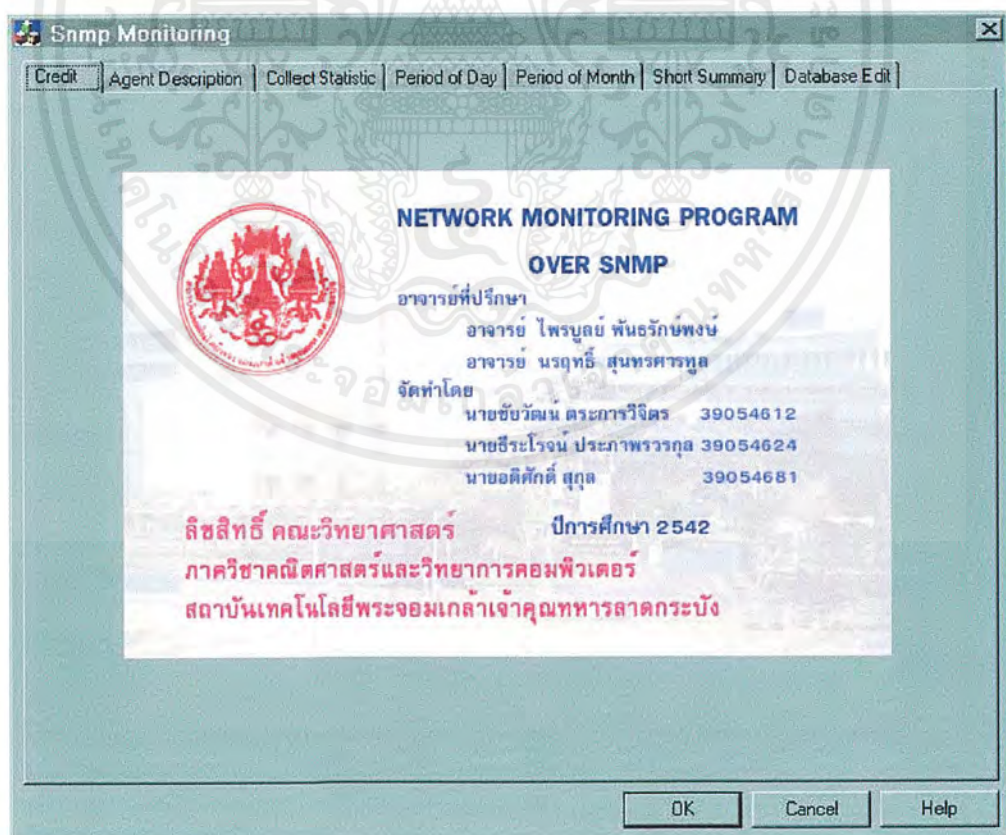 Snmp Monitoring
Credit Agent Description Collect Statistic Period of Day Period of Month Short Summary Database Edit
NETWORK MONITORING PROGRAM
OVER SNMP
อาจารย์ที่ปรึกษา
อาจารย์ ไพรบูลย์ พันธรักษ์พงษ์
อาจารย์ นรฤทธิ์ สุนทรศารทูล
จัดทำโดย
นายชัยวัฒน์ ตระการวิจิตร 39054612
นายธีระโรจน์ ประภาพรวรกุล 39054624
นายอดิศักดิ์ สุกุล 39054681
ลิขสิทธิ์ คณะวิทยาศาสตร์ ปีการศึกษา 2542
ภาควิชาคณิตศาสตร์และวิทยาการคอมพิวเตอร์
สถาบันเทคโนโลยีพระจอมเกล้าเจ้าคุณทหารลาดกระบัง
OK Cancel Help